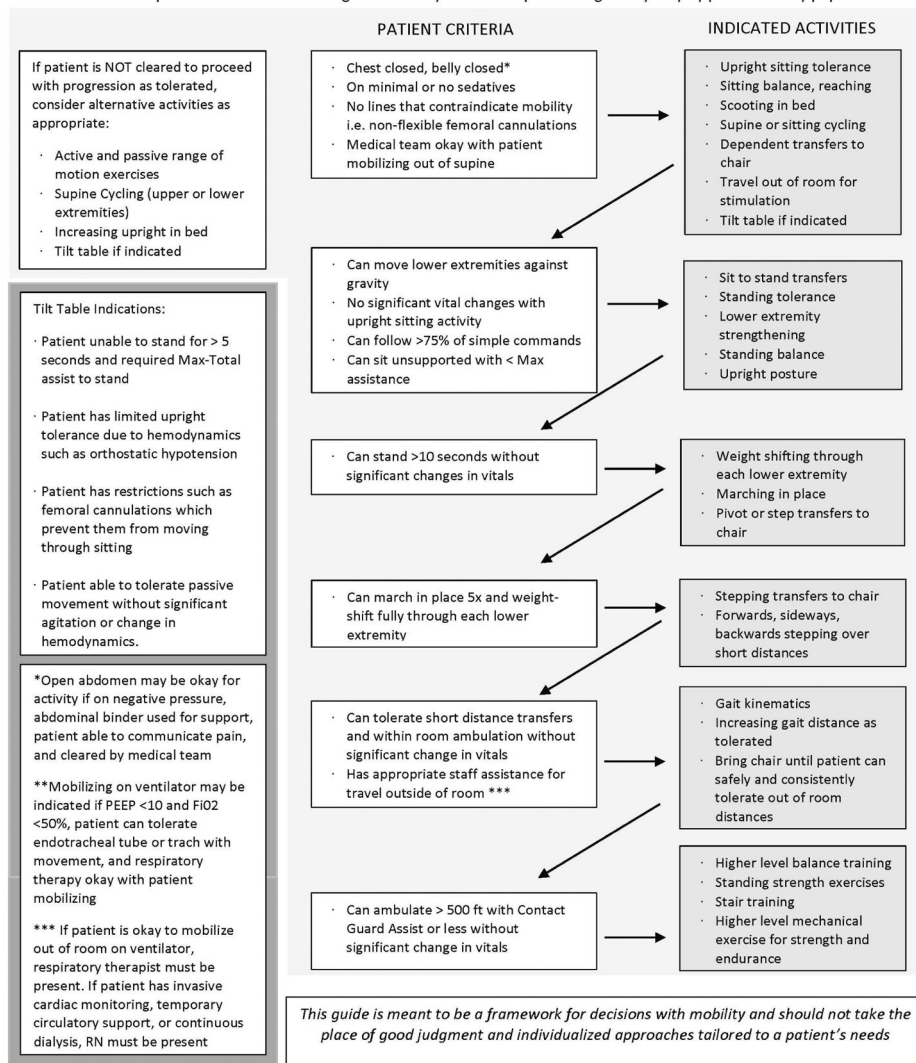 PATIENT CRITERIA
INDICATED ACTIVITIES
If patient is NOT cleared to proceed
with progression as tolerated,
consider alternative activities as
appropriate:
· Active and passive range of
motion exercises
· Supine Cycling (upper or lower
extremities)
· Increasing upright in bed
· Tilt table if indicated
· Chest closed, belly closed*
· On minimal or no sedatives
· No lines that contraindicate mobility
i.e. non-flexible femoral cannulations
· Medical team okay with patient
mobilizing out of supine
· Upright sitting tolerance
· Sitting balance, reaching
· Scooting in bed
· Supine or sitting cycling
· Dependent transfers to
chair
· Travel out of room for
stimulation
· Tilt table if indicated
· Can move lower extremities against
gravity
· No significant vital changes with
upright sitting activity
· Can follow >75% of simple commands
· Can sit unsupported with < Max
assistance
· Sit to stand transfers
· Standing tolerance
· Lower extremity
strengthening
· Standing balance
· Upright posture
· Can stand >10 seconds without
significant changes in vitals
· Weight shifting through
each lower extremity
· Marching in place
· Pivot or step transfers to
chair
· Can march in place 5x and weight-
shift fully through each lower
extremity
· Stepping transfers to chair
· Forwards, sideways,
backwards stepping over
short distances
· Can tolerate short distance transfers
and within room ambulation without
significant change in vitals
· Has appropriate staff assistance for
travel outside of room ***
· Gait kinematics
· Increasing gait distance as
tolerated
· Bring chair until patient can
safely and consistently
tolerate out of room
distances
· Can ambulate > 500 ft with Contact
Guard Assist or less without
significant change in vitals
· Higher level balance training
· Standing strength exercises
· Stair training
· Higher level mechanical
exercise for strength and
endurance
Tilt Table Indications:
· Patient unable to stand for > 5
seconds and required Max-Total
assist to stand
· Patient has limited upright
tolerance due to hemodynamics
such as orthostatic hypotension
· Patient has restrictions such as
femoral cannulations which
prevent them from moving
through sitting
· Patient able to tolerate passive
movement without significant
agitation or change in
hemodynamics.
*Open abdomen may be okay for
activity if on negative pressure,
abdominal binder used for support,
patient able to communicate pain,
and cleared by medical team
**Mobilizing on ventilator may be
indicated if PEEP <10 and Fi02
<50%, patient can tolerate
endotracheal tube or trach with
movement, and respiratory
therapy okay with patient
mobilizing
*** If patient is okay to mobilize
out of room on ventilator,
respiratory therapist must be
present. If patient has invasive
cardiac monitoring, temporary
circulatory support, or continuous
dialysis, RN must be present
This guide is meant to be a framework for decisions with mobility and should not take the
place of good judgment and individualized approaches tailored to a patient's needs